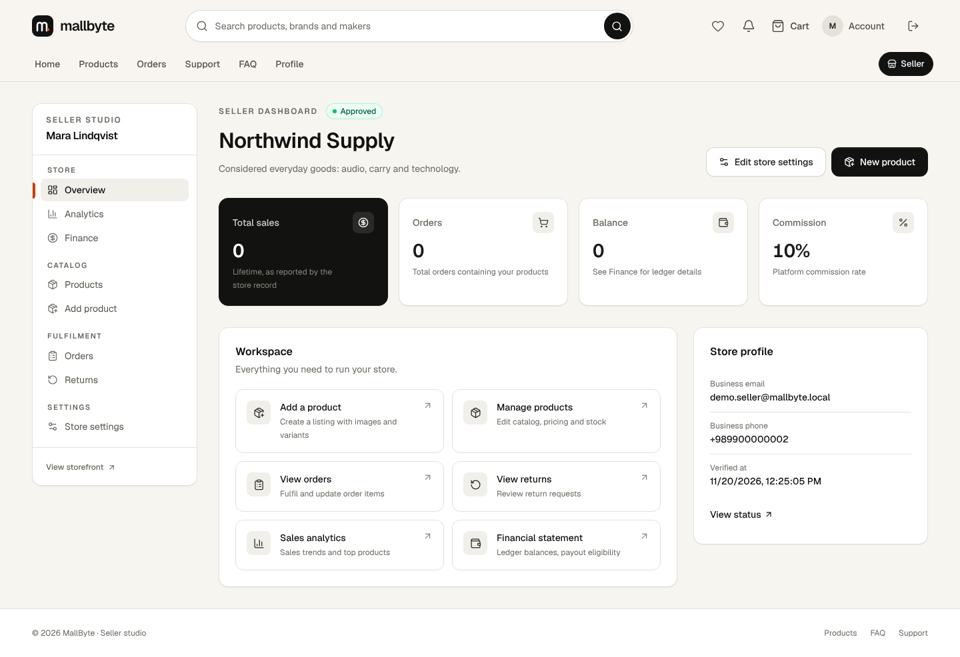 mallbyte
Search products, brands and makers
Cart
M
Account
Home
Products
Orders
Support
FAQ
Profile
Seller
SELLER STUDIO
Mara Lindqvist
STORE
Overview
Analytics
Finance
CATALOG
Products
Add product
FULFILMENT
Orders
Returns
SETTINGS
Store settings
View storefront
SELLER DASHBOARD
Approved
Northwind Supply
Considered everyday goods: audio, carry and technology.
Edit store settings
New product
Total sales
0
Lifetime, as reported by the
store record
Orders
0
Total orders containing your products
Balance
0
See Finance for ledger details
Commission
10%
Platform commission rate
Workspace
Everything you need to run your store.
Add a product
Create a listing with images and
variants
Manage products
Edit catalog, pricing and stock
View orders
Fulfil and update order items
View returns
Review return requests
Sales analytics
Sales trends and top products
Financial statement
Ledger balances, payout eligibility
Store profile
Business email
demo.seller@mallbyte.local
Business phone
+989900000002
Verified at
11/20/2026, 12:25:05 PM
View status
© 2026 MallByte · Seller studio
Products
FAQ
Support